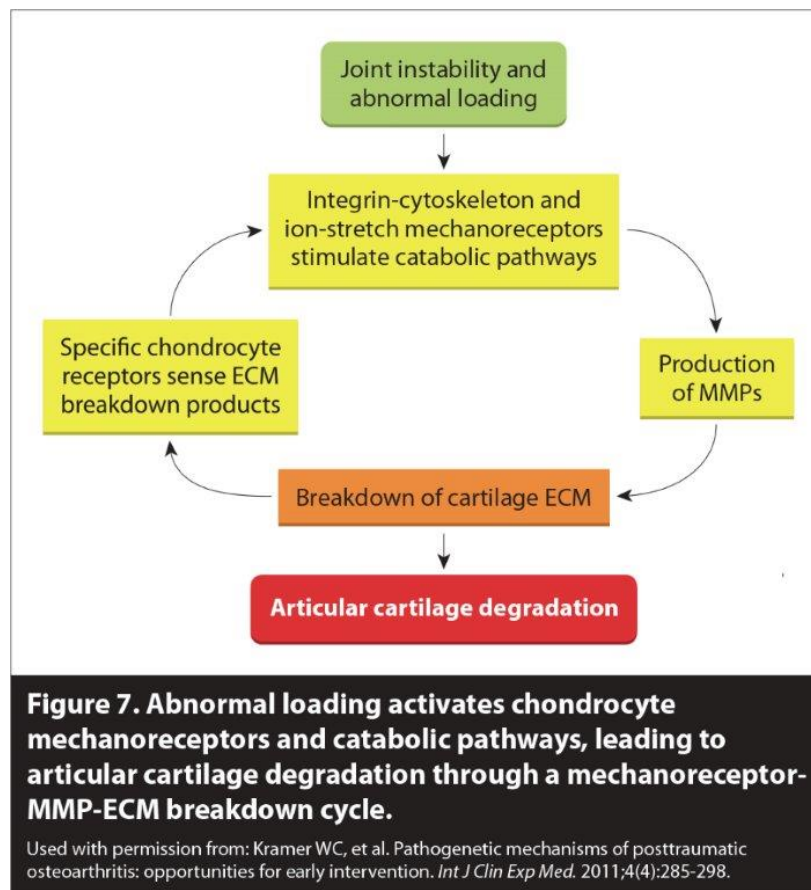 Joint instability and
abnormal loading
Integrin-cytoskeleton and
ion-stretch mechanoreceptors
stimulate catabolic pathways
Specific chondrocyte
receptors sense ECM
breakdown products
Production
of MMPs
Breakdown of cartilage ECM
Articular cartilage degradation
Figure 7. Abnormal loading activates chondrocyte
mechanoreceptors and catabolic pathways, leading to
articular cartilage degradation through a mechanoreceptor-
MMP-ECM breakdown cycle.
Used with permission from: Kramer WC, et al. Pathogenetic mechanisms of posttraumatic
osteoarthritis: opportunities for early intervention. Int J Clin Exp Med. 2011;4(4):285-298.